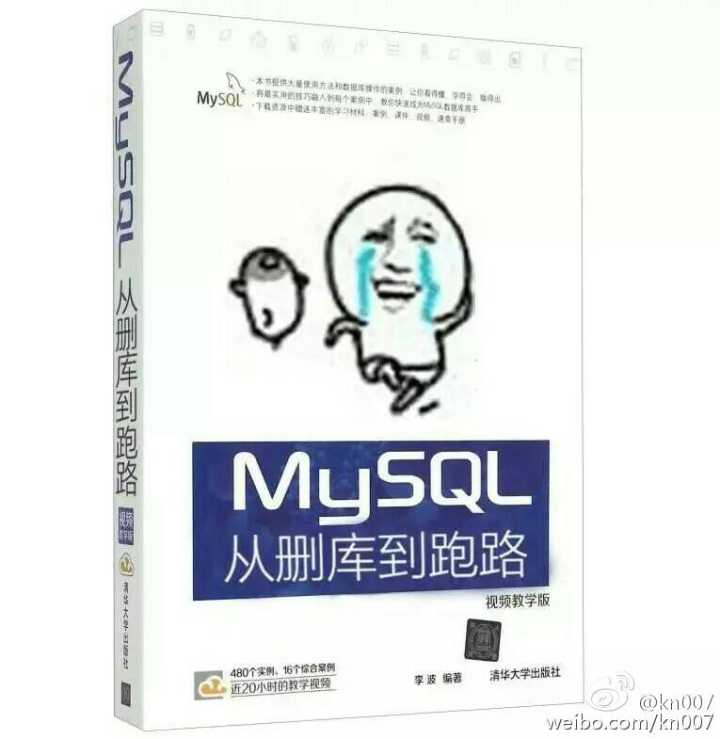 MySQL 从删库到跑路
视频教学版
清华大学出版社
MySQL
·本书提供大量使用方法和数据库操作的案例 让你看得懂 学得会 做得出
·将最实用的技巧融入到每个案例中 教你快速成为MySQL数据库高手
·下载资源中赠送丰富的学习材料 案例、课件、视频、速查手册
MySQL
从删库到跑路
视频教学版
480个实例、16个综合案例
近20小时的教学视频
李波 编著
清华大学出版社
@kn007
weibo.com/kn007